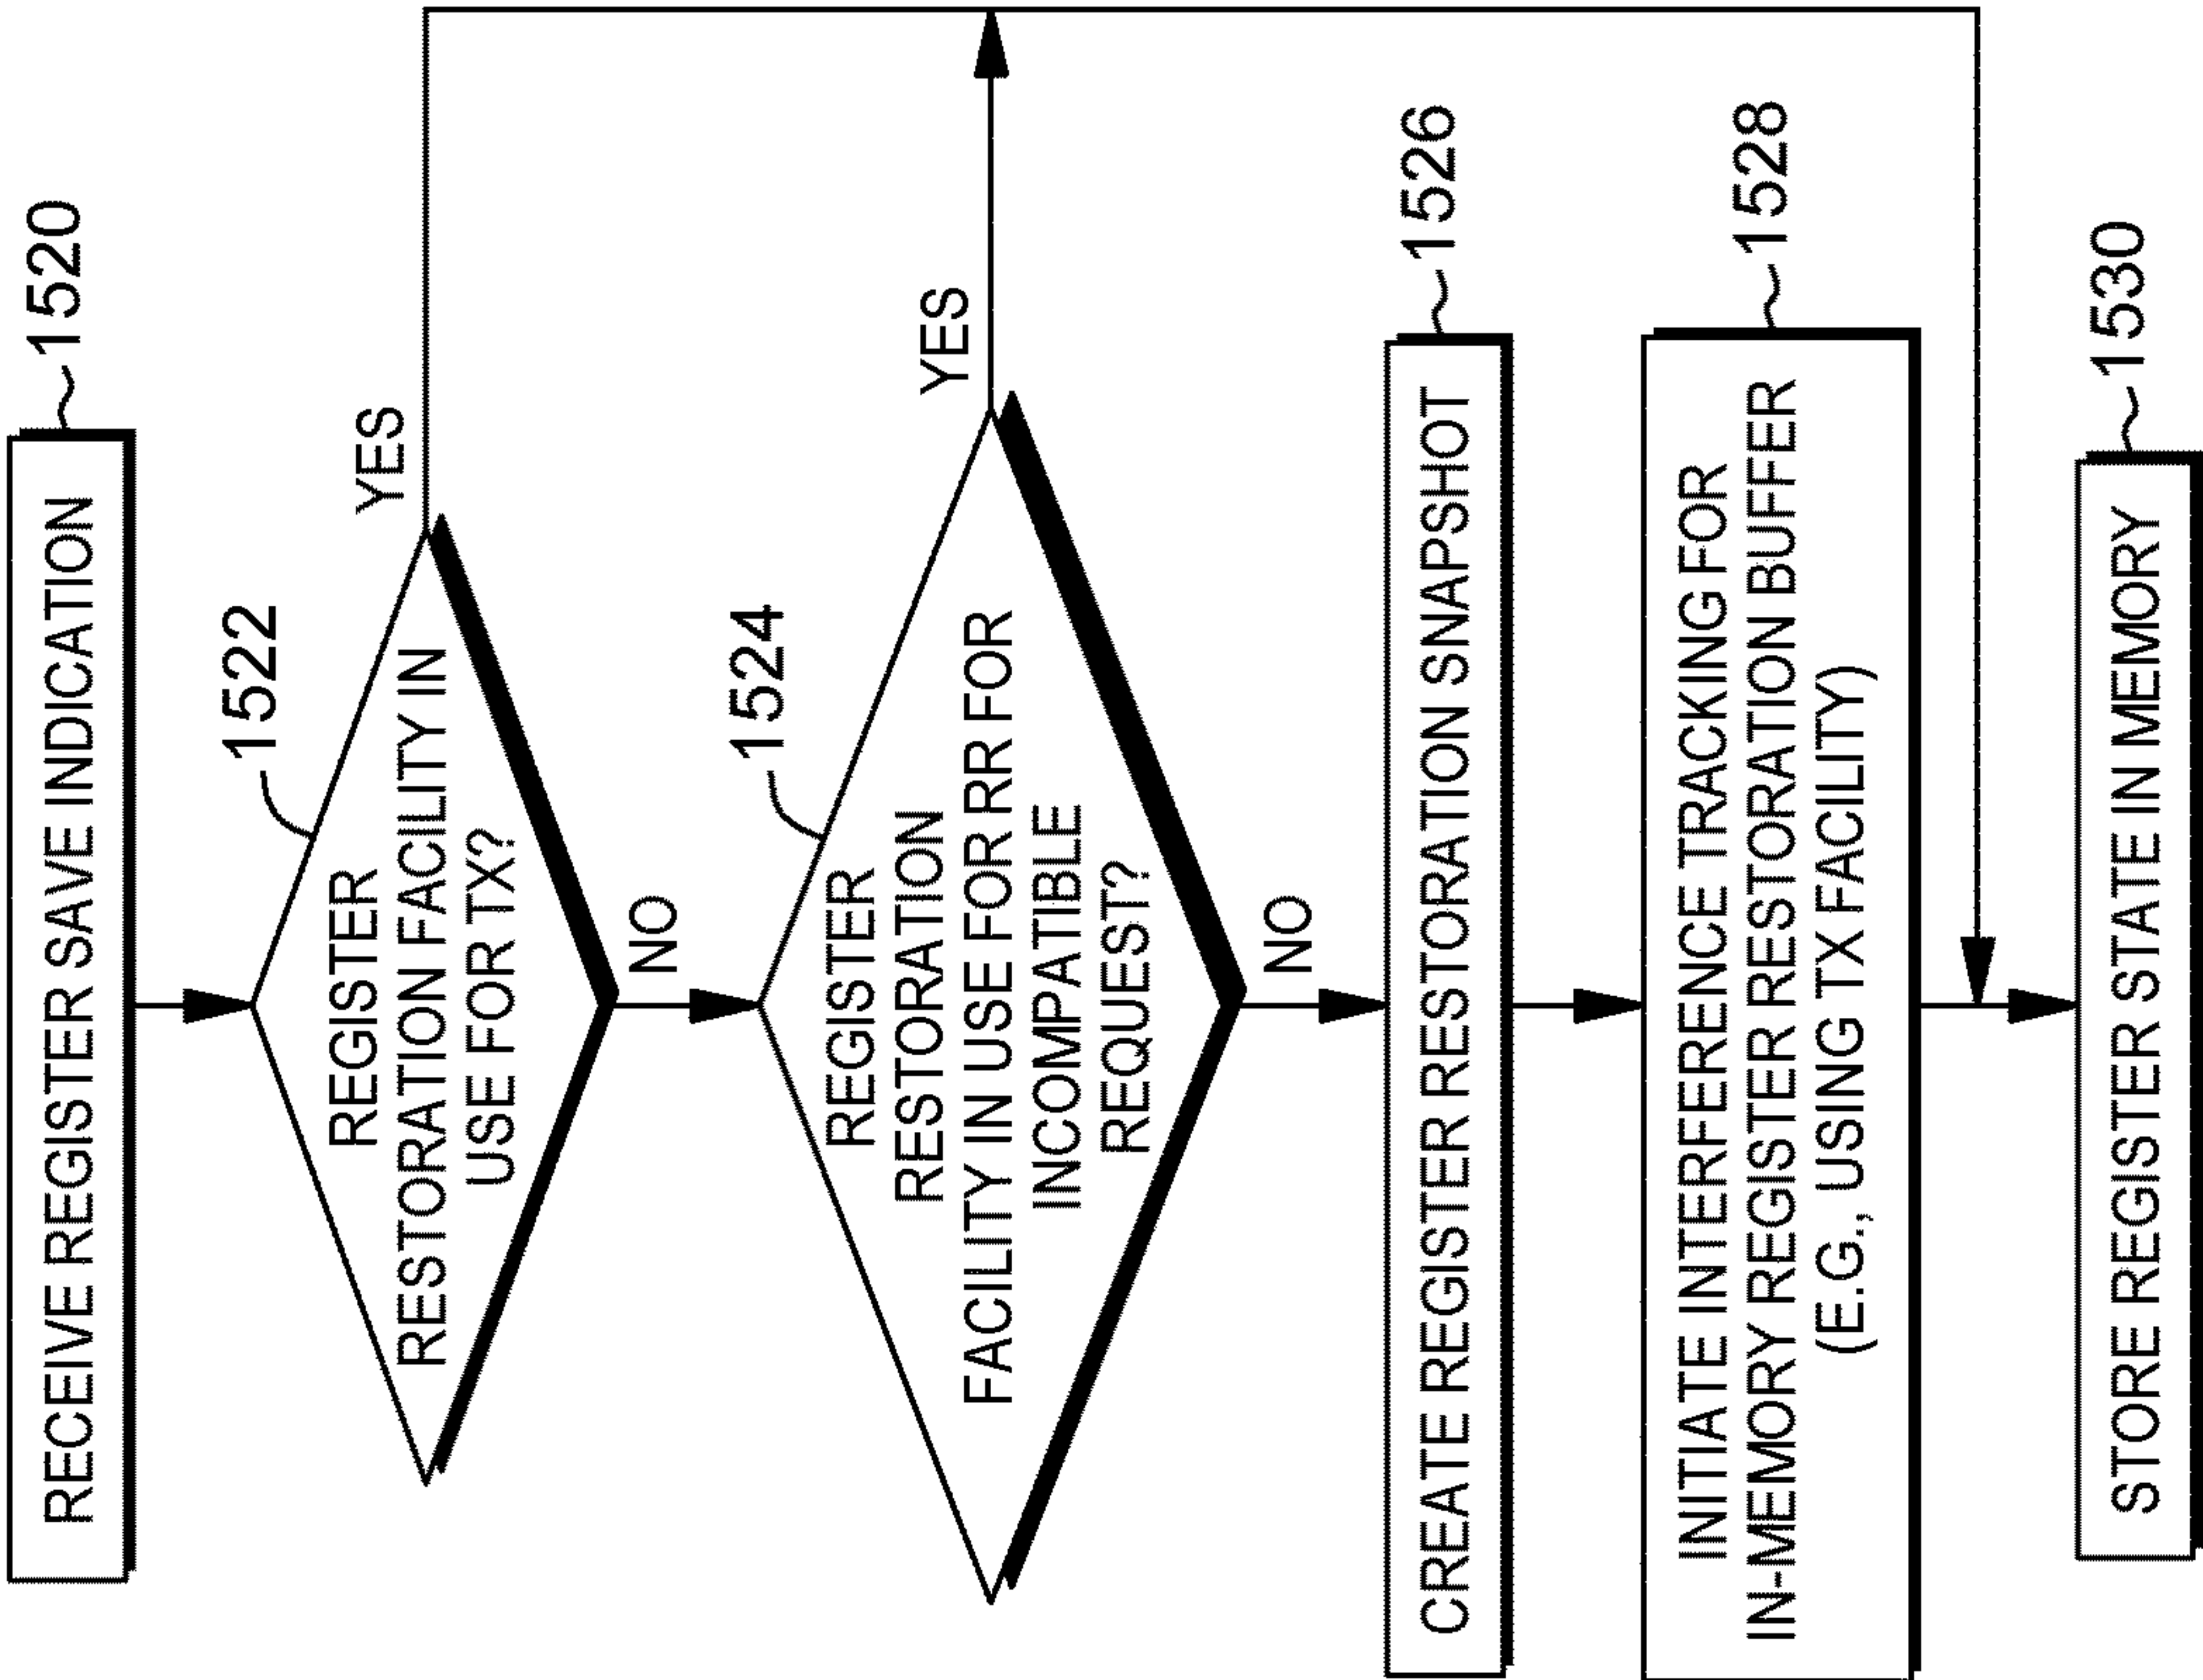 RECEIVE REGISTER SAVE INDICATION
1520
1522
REGISTER
RESTORATION FACILITY IN
USE FOR TX?
YES
NO
1524
REGISTER
RESTORATION
FACILITY IN USE FOR RR FOR
INCOMPATIBLE
REQUEST?
YES
NO
CREATE REGISTER RESTORATION SNAPSHOT
1526
INITIATE INTERFERENCE TRACKING FOR
IN-MEMORY REGISTER RESTORATION BUFFER
(E.G., USING TX FACILITY)
1528
STORE REGISTER STATE IN MEMORY
1530